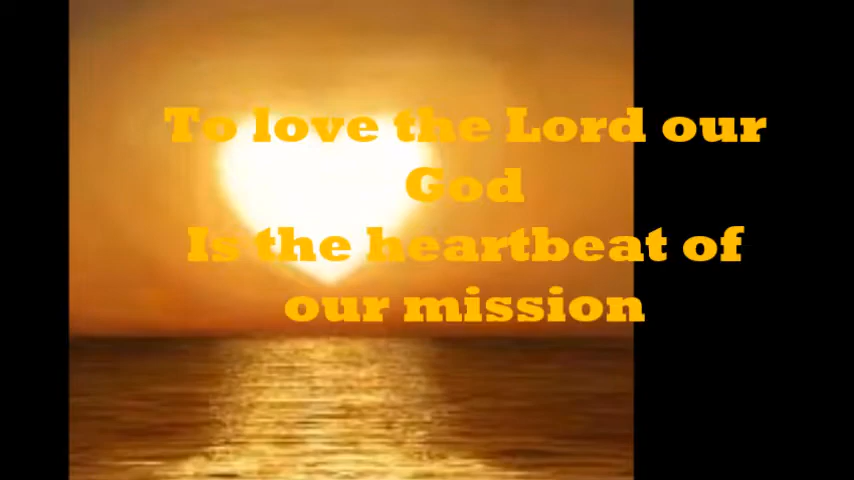 To love the Lord our
God
Is the heartbeat of
our mission